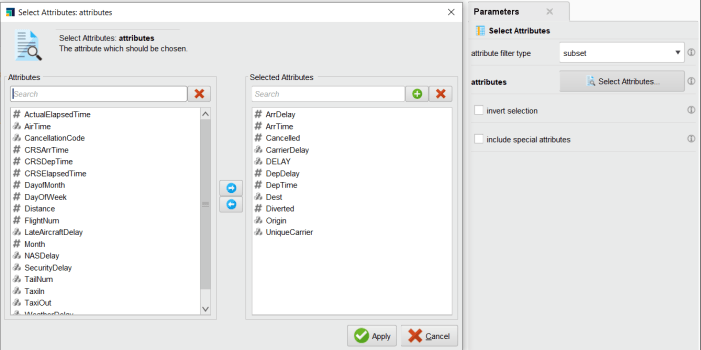 Select Attributes: attributes
Select Attributes: attributes
The attribute which should be chosen.
Attributes
Search
# ActualElapsedTime
AirTime
CancellationCode
# CRSArrTime
# CRSDepTime
# CRSElapsedTime
# DayofMonth
# DayOfWeek
# Distance
# FlightNum
LateAircraftDelay
# Month
NASDelay
SecurityDelay
TailNum
TaxiIn
TaxiOut
WeatherDelay
Selected Attributes
Search
# ArrDelay
# ArrTime
# Cancelled
CarrierDelay
DELAY
# DepDelay
# DepTime
Dest
# Diverted
Origin
UniqueCarrier
Apply
Cancel
Parameters
Select Attributes
attribute filter type
subset
attributes
Select Attributes...
invert selection
include special attributes